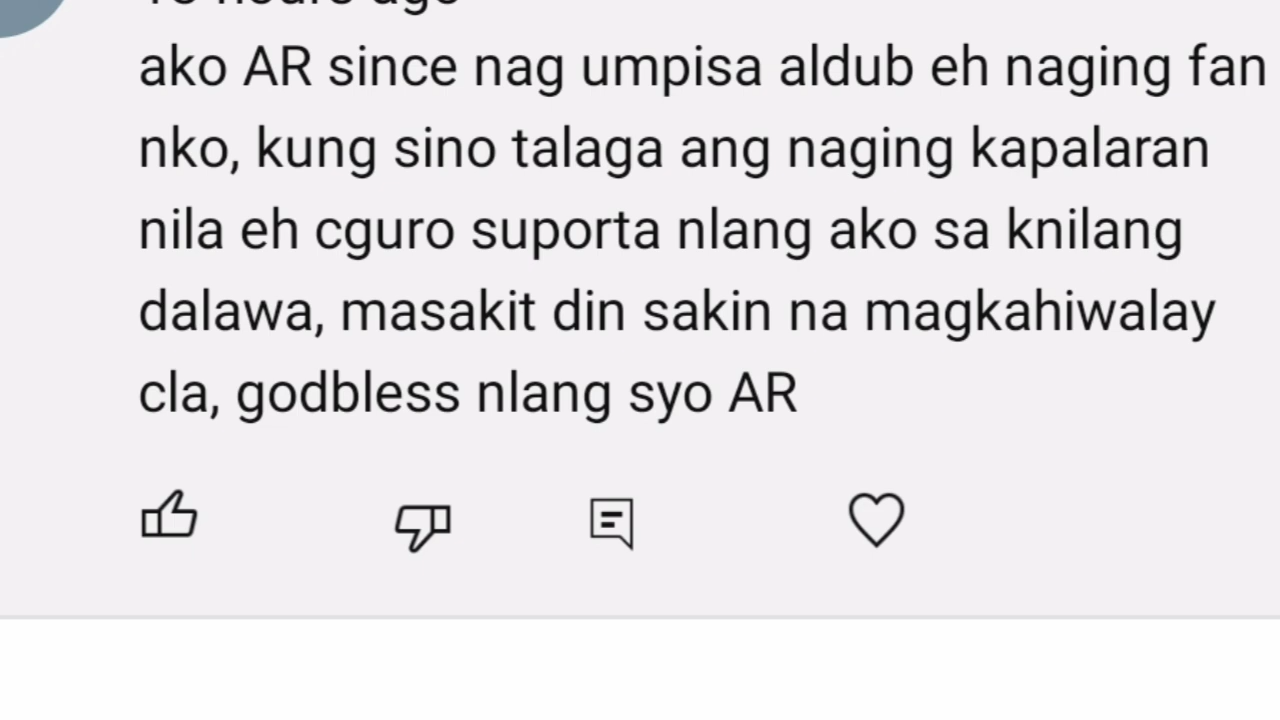 ako AR since nag umpisa aldub eh naging fan
nko, kung sino talaga ang naging kapalaran
nila eh cguro suporta nlang ako sa knilang
dalawa, masakit din sakin na magkahiwalay
cla, godbless nlang syo AR